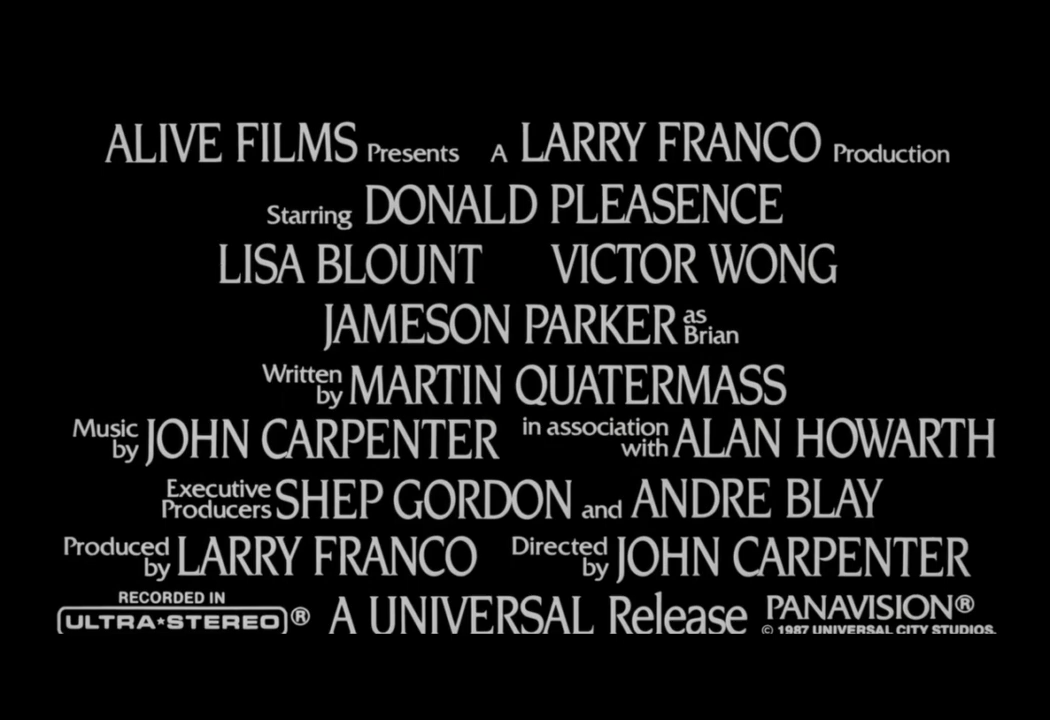 ALIVE FILMS Presents A LARRY FRANCO Production
Starring DONALD PLEASENCE
LISA BLOUNT VICTOR WONG
JAMESON PARKER as Brian
Written by MARTIN QUATERMASS
Music by JOHN CARPENTER in association with ALAN HOWARTH
Executive Producers SHEP GORDON and ANDRE BLAY
Produced by LARRY FRANCO Directed by JOHN CARPENTER
RECORDED IN
ULTRA★STEREO® A UNIVERSAL Release PANAVISION®
© 1987 UNIVERSAL CITY STUDIOS.